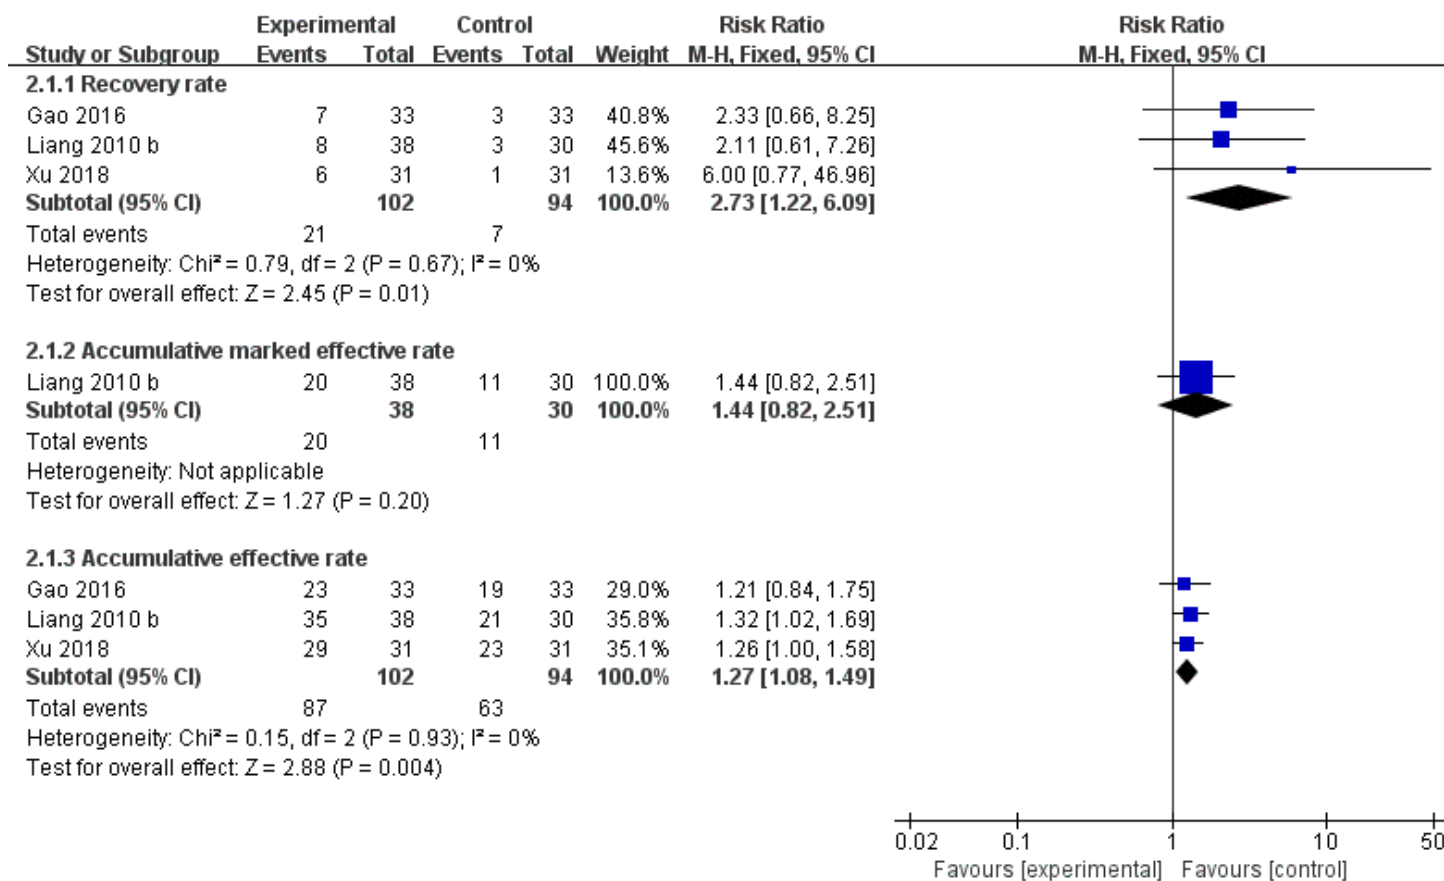 Experimental Control Risk Ratio Risk Ratio
Study or Subgroup Events Total Events Total Weight M-H, Fixed, 95% CI M-H, Fixed, 95% CI
2.1.1 Recovery rate
Gao 2016 7 33 3 33 40.8% 2.33 [0.66, 8.25]
Liang 2010 b 8 38 3 30 45.6% 2.11 [0.61, 7.26]
Xu 2018 6 31 1 31 13.6% 6.00 [0.77, 46.96]
Subtotal (95% CI) 102 94 100.0% 2.73 [1.22, 6.09]
Total events 21 7
Heterogeneity: Chi² = 0.79, df = 2 (P = 0.67); I² = 0%
Test for overall effect: Z = 2.45 (P = 0.01)
2.1.2 Accumulative marked effective rate
Liang 2010 b 20 38 11 30 100.0% 1.44 [0.82, 2.51]
Subtotal (95% CI) 38 30 100.0% 1.44 [0.82, 2.51]
Total events 20 11
Heterogeneity: Not applicable
Test for overall effect: Z = 1.27 (P = 0.20)
2.1.3 Accumulative effective rate
Gao 2016 23 33 19 33 29.0% 1.21 [0.84, 1.75]
Liang 2010 b 35 38 21 30 35.8% 1.32 [1.02, 1.69]
Xu 2018 29 31 23 31 35.1% 1.26 [1.00, 1.58]
Subtotal (95% CI) 102 94 100.0% 1.27 [1.08, 1.49]
Total events 87 63
Heterogeneity: Chi² = 0.15, df = 2 (P = 0.93); I² = 0%
Test for overall effect: Z = 2.88 (P = 0.004)
0.02 0.1 1 10 50
Favours [experimental] Favours [control]